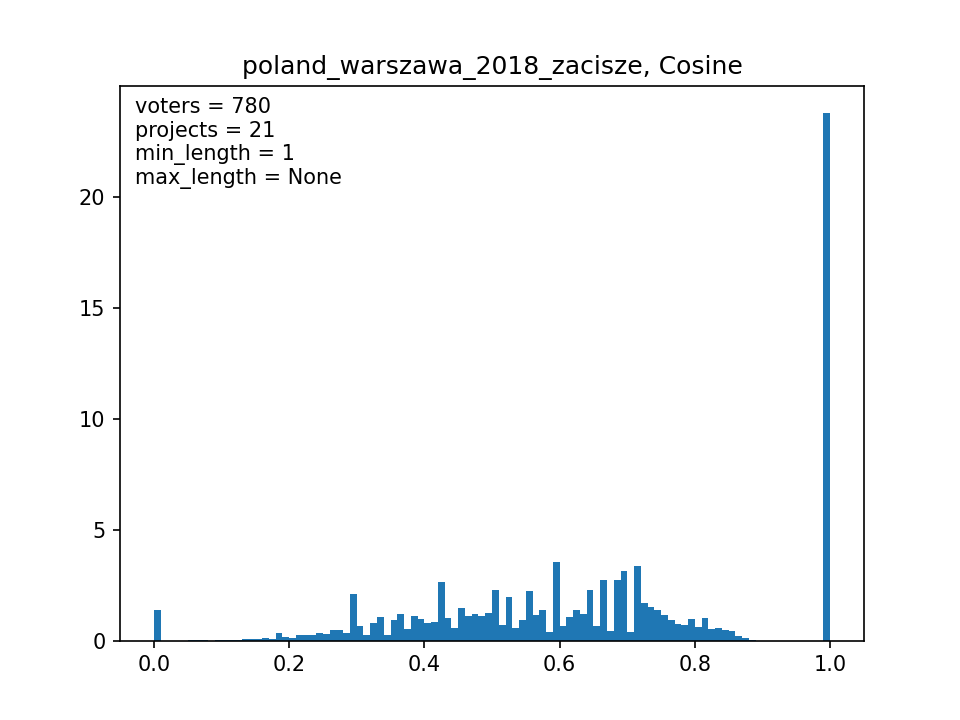 poland_warszawa_2018_zacisze, Cosine
voters = 780
projects = 21
min_length = 1
max_length = None
20
15
10
5
0
0.0 0.2 0.4 0.6 0.8 1.0